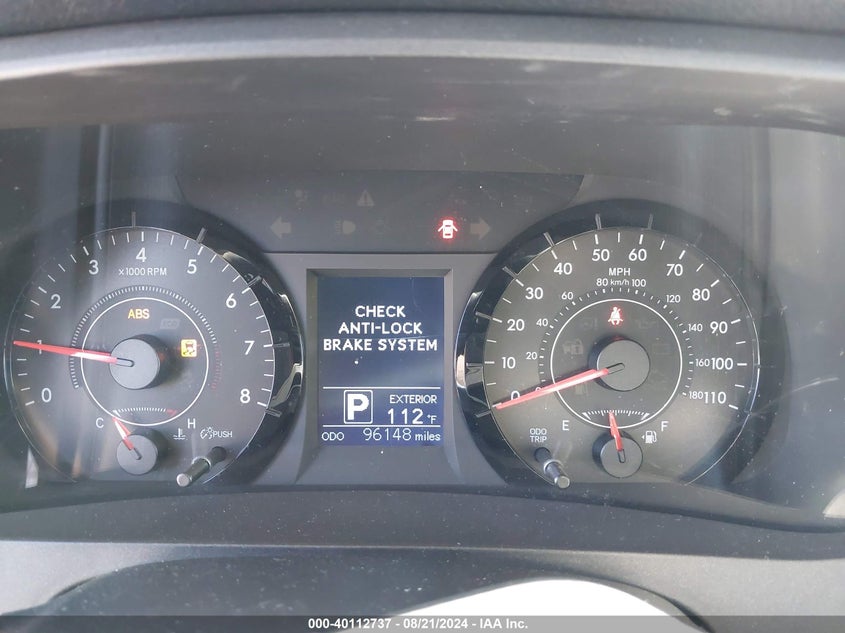 4
3 5
x1000 RPM
2 6
ABS
1 7
0 8
C H
PUSH
CHECK
ANTI-LOCK
BRAKE SYSTEM
P
EXTERIOR
112°F
ODO 96148 miles
50 60
40 MPH 70
80 km/h 100
30 60 120 80
20 40 140 90
10 20 160 100
0 180 110
ODO
TRIP
E F
000-40112737 - 08/21/2024 - IAA Inc.